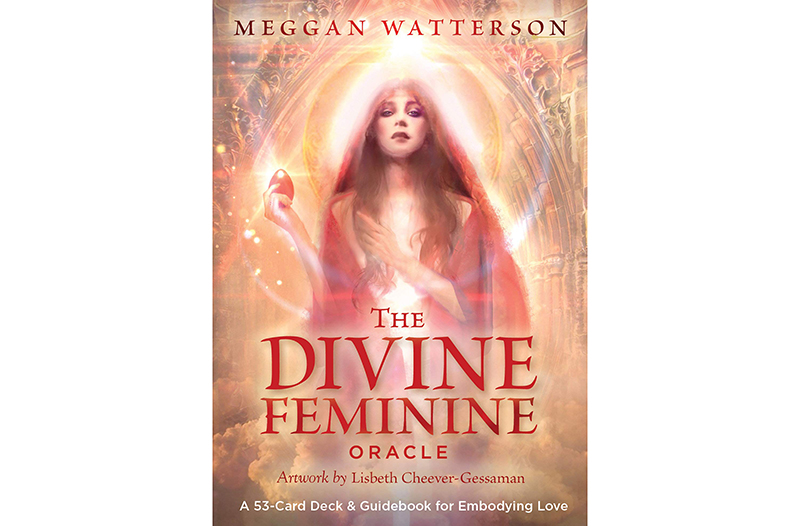 MEGGAN WATTERSON
THE
DIVINE
FEMININE
ORACLE
Artwork by Lisbeth Cheever-Gessaman
A 53-Card Deck & Guidebook for Embodying Love